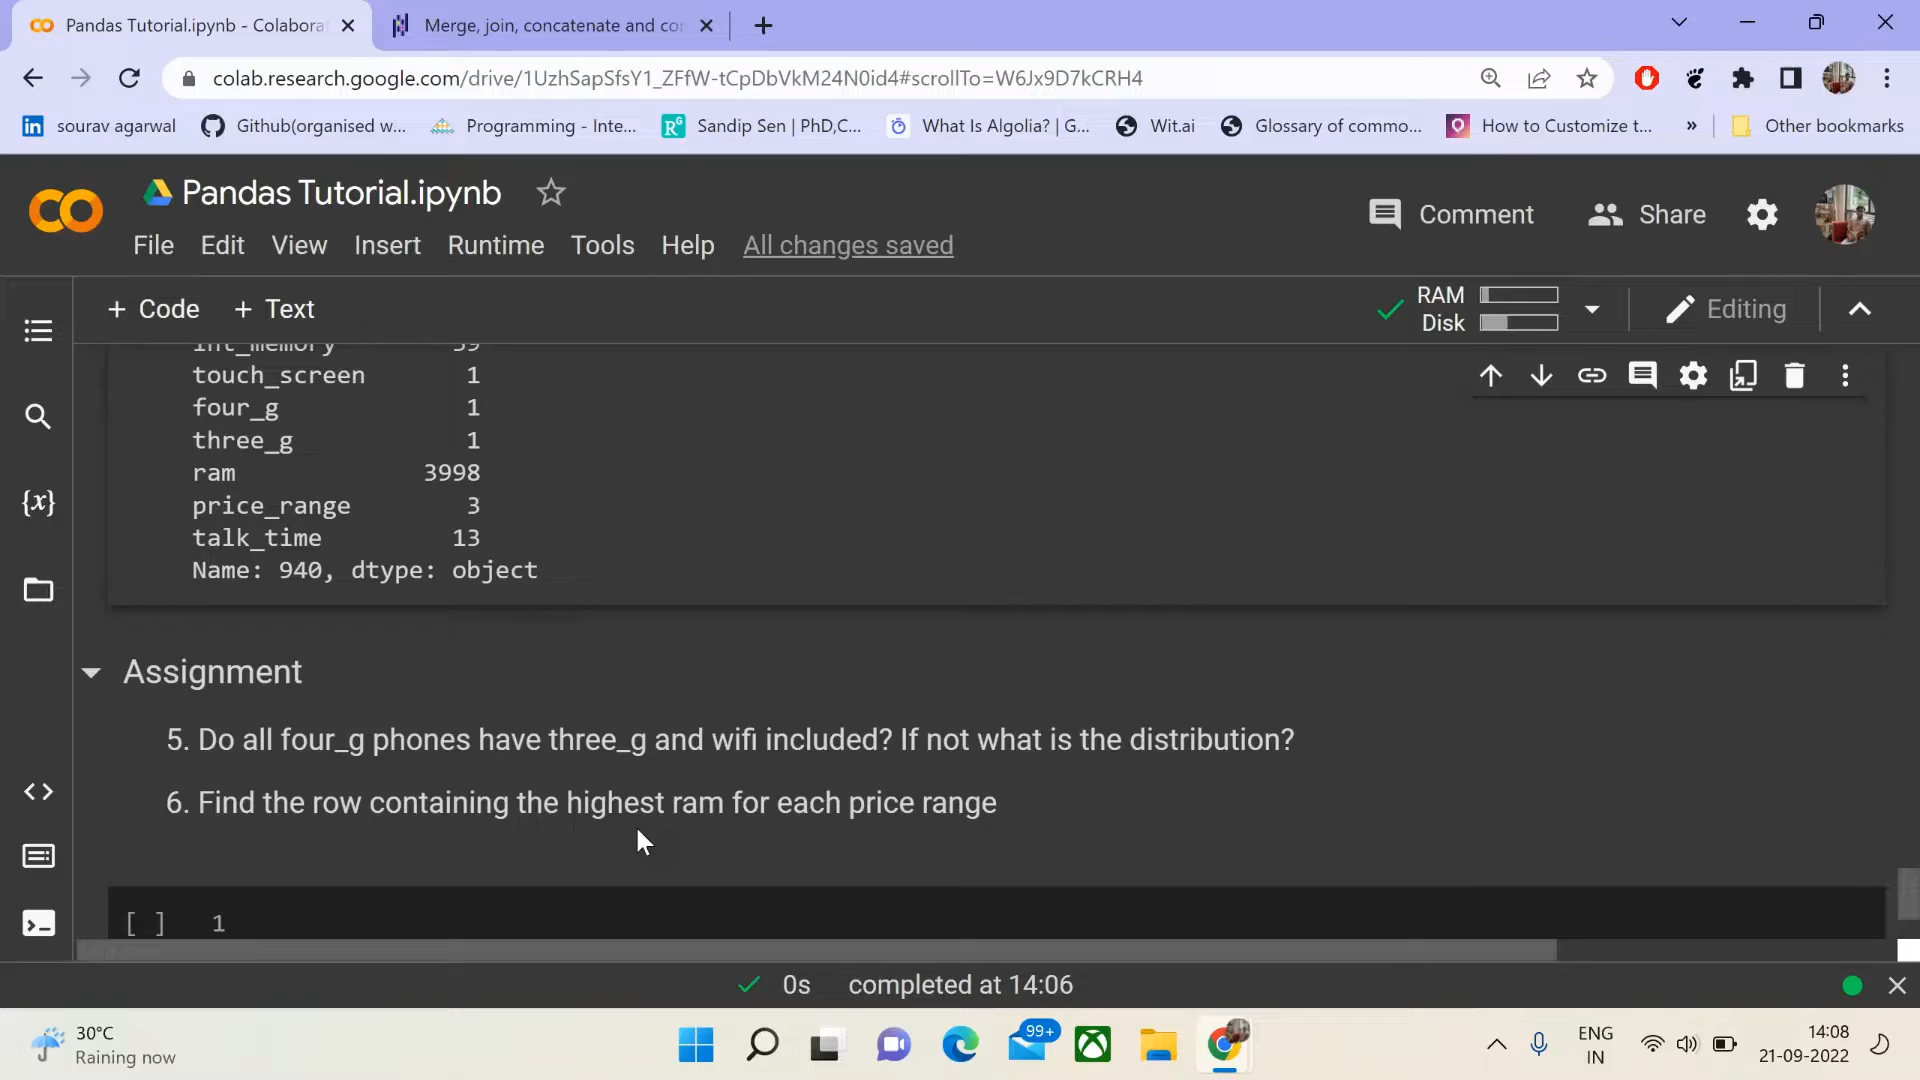 Pandas Tutorial.ipynb - Colabora
Merge, join, concatenate and co
colab.research.google.com/drive/1UzhSapSfsY1_ZFfW-tCpDbVkM24N0id4#scrollTo=W6Jx9D7kCRH4
sourav agarwal
Github(organised w...
Programming - Inte...
Sandip Sen | PhD,C...
What Is Algolia? | G...
Wit.ai
Glossary of commo...
How to Customize t...
»
Other bookmarks
Pandas Tutorial.ipynb
Comment
Share
File Edit View Insert Runtime Tools Help All changes saved
+ Code + Text
RAM
Disk
Editing
int_memory 39
touch_screen 1
four_g 1
three_g 1
ram 3998
price_range 3
talk_time 13
Name: 940, dtype: object
Assignment
5. Do all four_g phones have three_g and wifi included? If not what is the distribution?
6. Find the row containing the highest ram for each price range
[ ] 1
0s completed at 14:06
30°C
Raining now
99+
ENG
IN
14:08
21-09-2022